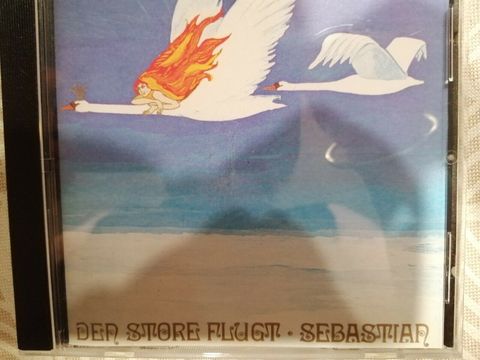 DEN STORE FLUGT · SEBASTIAN